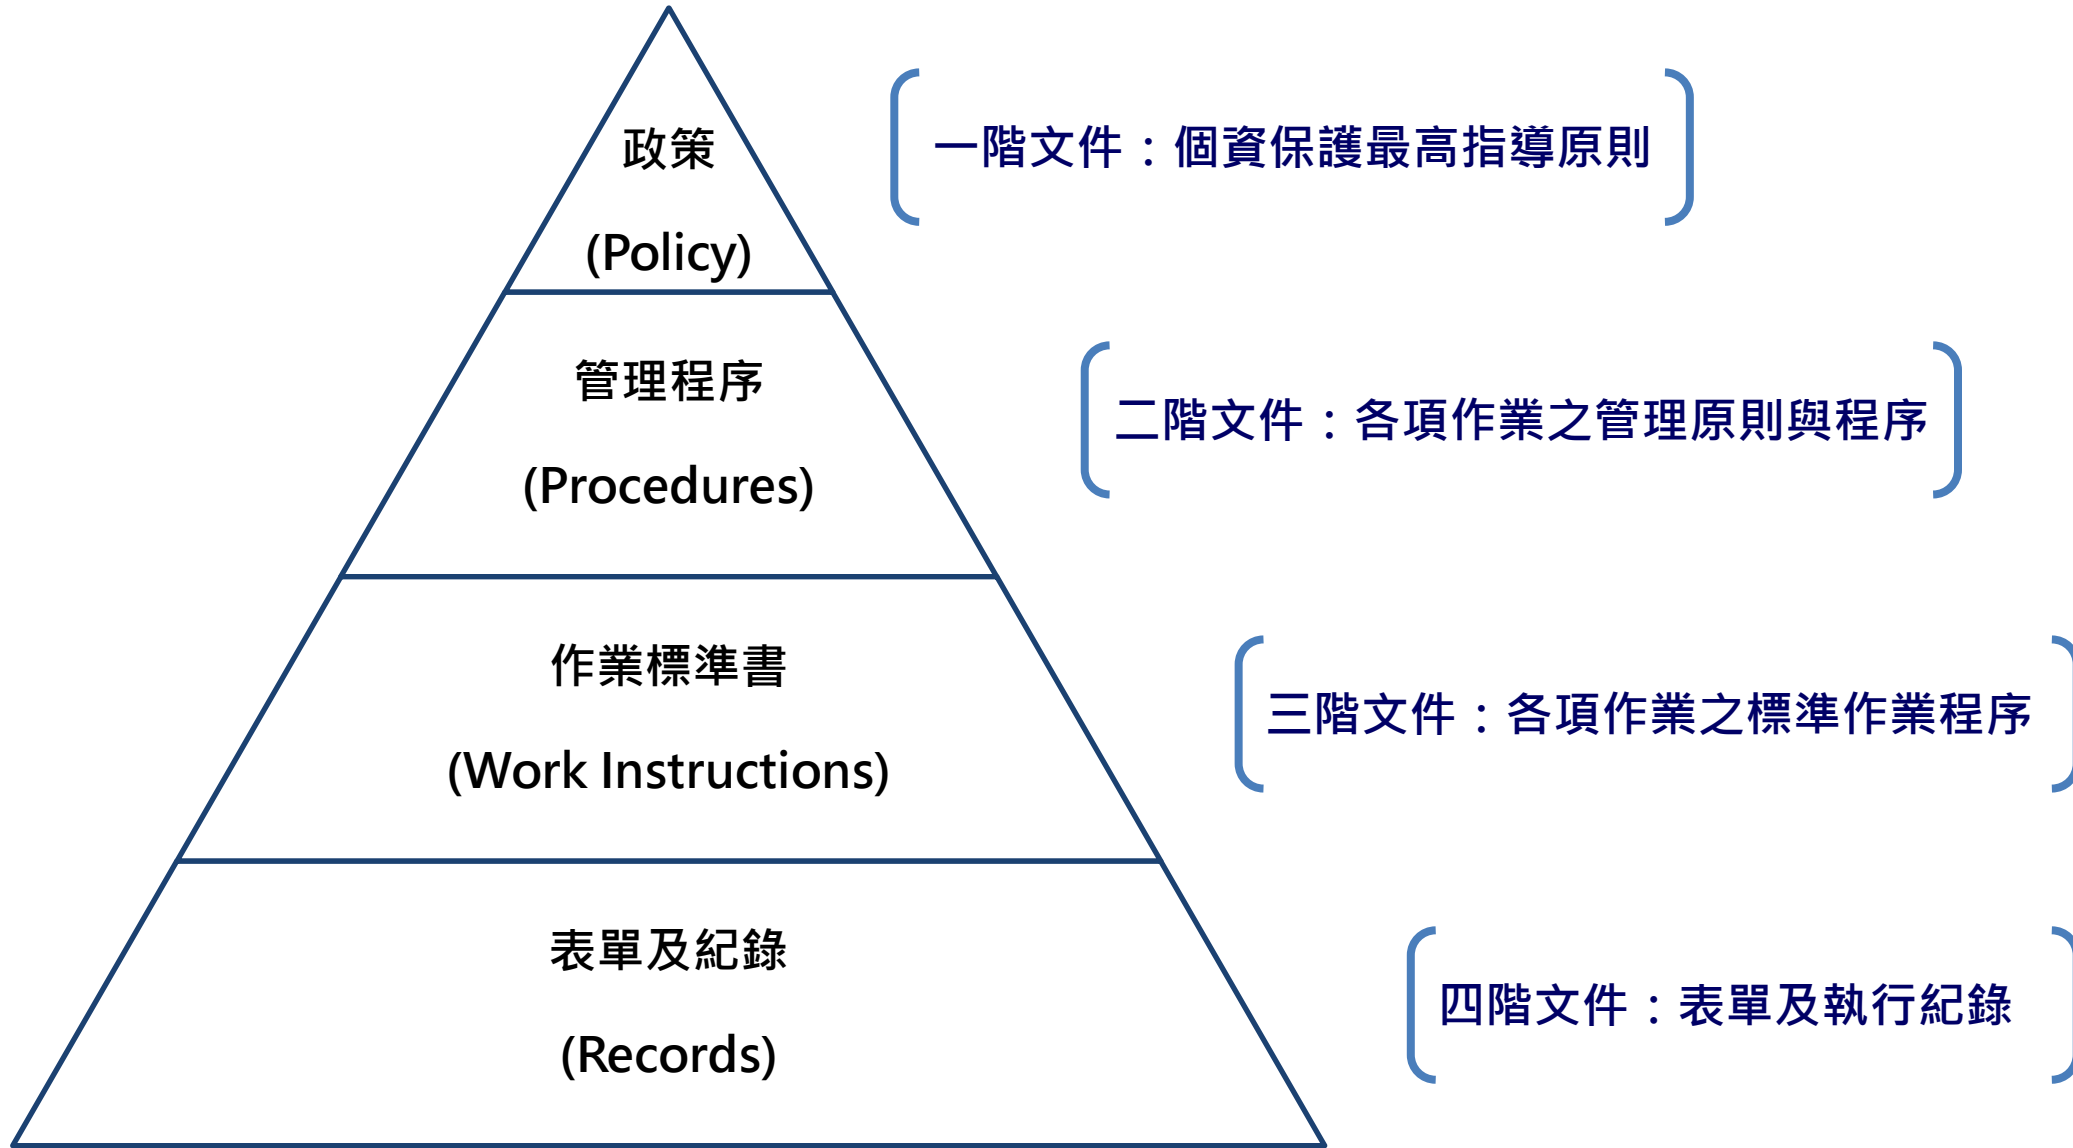 政策
(Policy)
一階文件：個資保護最高指導原則
管理程序
(Procedures)
二階文件：各項作業之管理原則與程序
作業標準書
(Work Instructions)
三階文件：各項作業之標準作業程序
表單及紀錄
(Records)
四階文件：表單及執行紀錄